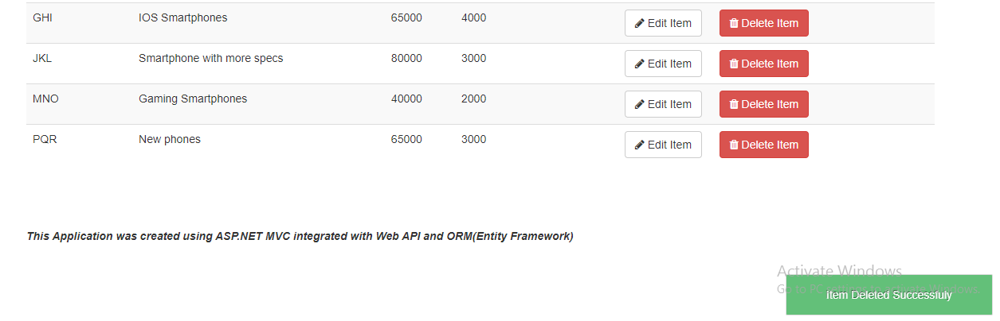 GHI IOS Smartphones 65000 4000 Edit Item Delete Item
JKL Smartphone with more specs 80000 3000 Edit Item Delete Item
MNO Gaming Smartphones 40000 2000 Edit Item Delete Item
PQR New phones 65000 3000 Edit Item Delete Item
This Application was created using ASP.NET MVC integrated with Web API and ORM(Entity Framework)
Activate Windows
Go to PC settings to activate Windows.
Item Deleted Successfuly